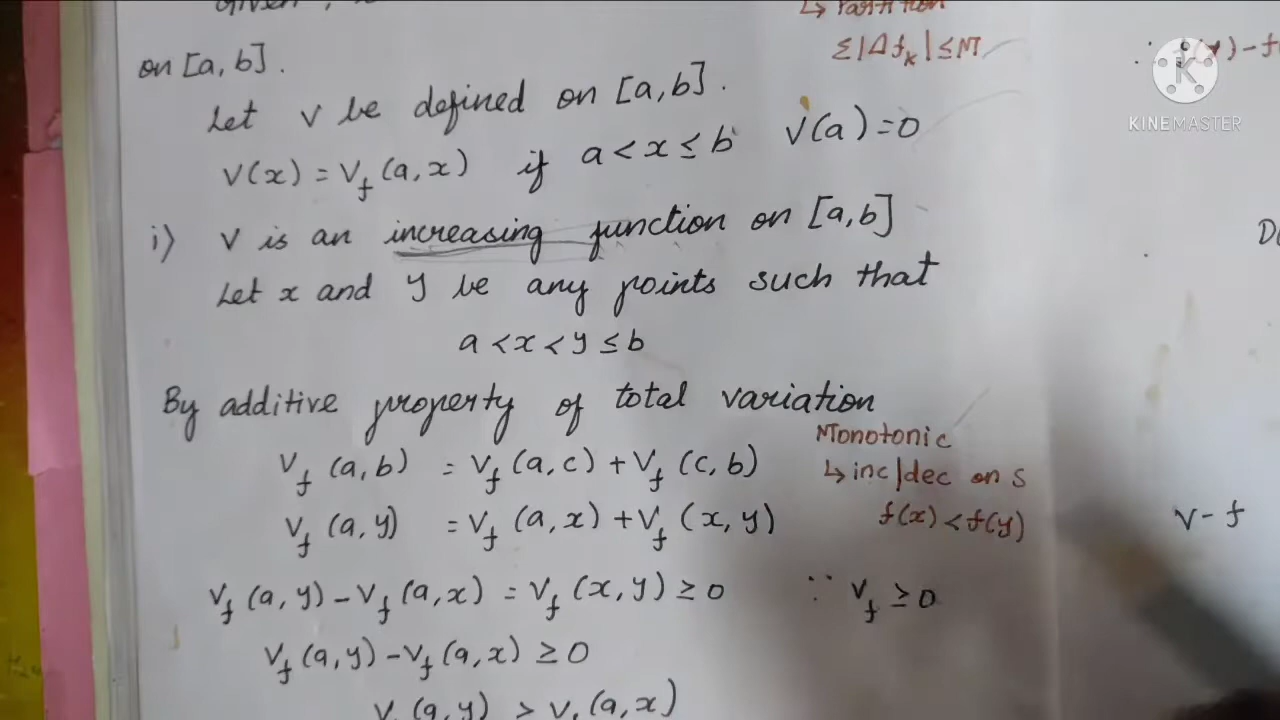 Given,
↳ Partition
on [a, b].
Σ|Δf_k| ≤ M
Let V be defined on [a, b].
V(x) = V_f (a, x) if a < x ≤ b V(a) = 0
i) V is an increasing function on [a, b]
Let x and y be any points such that
a < x < y ≤ b
By additive property of total variation
V_f (a, b) = V_f (a, c) + V_f (c, b)
V_f (a, y) = V_f (a, x) + V_f (x, y)
V_f (a, y) - V_f (a, x) = V_f (x, y) ≥ 0 ∵ V_f ≥ 0
V_f (a, y) - V_f (a, x) ≥ 0
V (a, y) > V (a, x)
Monotonic
↳ inc/dec on S
f(x) < f(y)
V - f
K
KINEMASTER